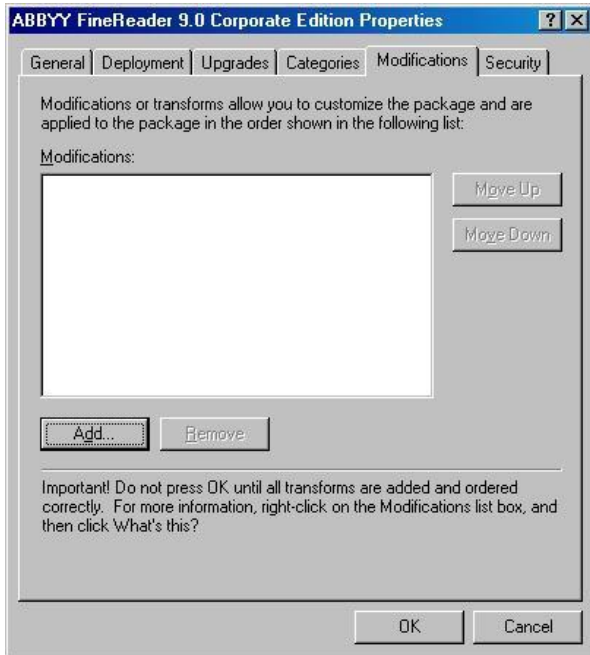 ABBYY FineReader 9.0 Corporate Edition Properties
General Deployment Upgrades Categories Modifications Security
Modifications or transforms allow you to customize the package and are
applied to the package in the order shown in the following list:
Modifications:
Move Up
Move Down
Add... Remove
Important! Do not press OK until all transforms are added and ordered
correctly. For more information, right-click on the Modifications list box, and
then click What's this?
OK Cancel